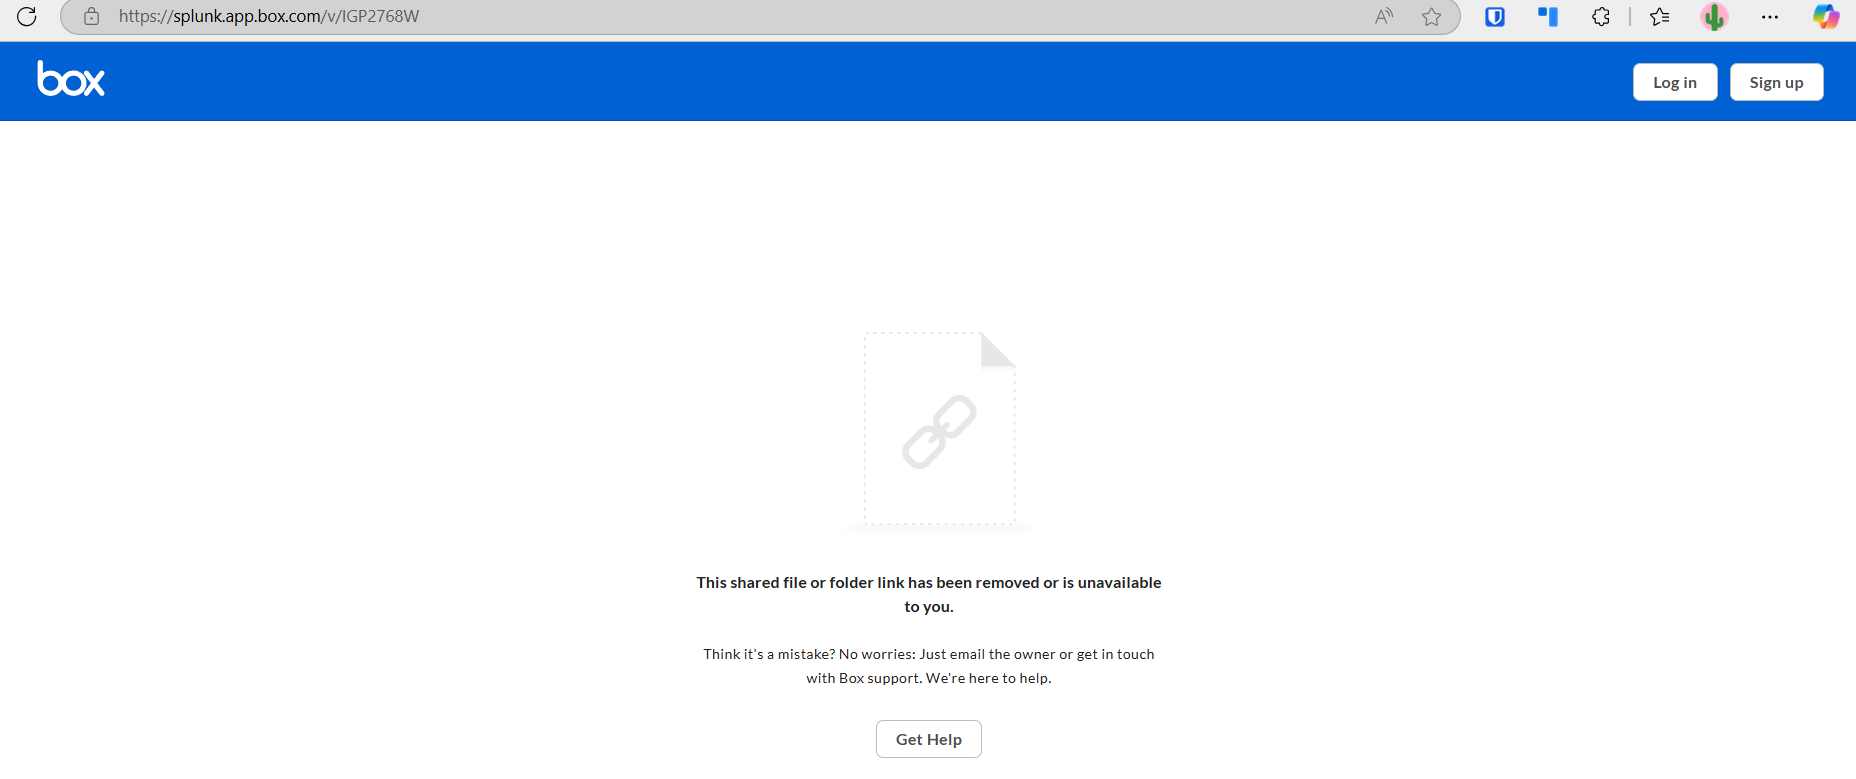 https://splunk.app.box.com/v/IGP2768W
box
Log in
Sign up
This shared file or folder link has been removed or is unavailable
to you.
Think it's a mistake? No worries: Just email the owner or get in touch
with Box support. We're here to help.
Get Help